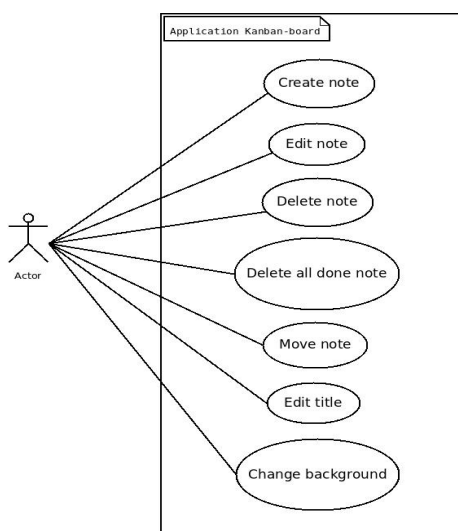 Application Kanban-board
Create note
Edit note
Delete note
Actor
Delete all done note
Move note
Edit title
Change background